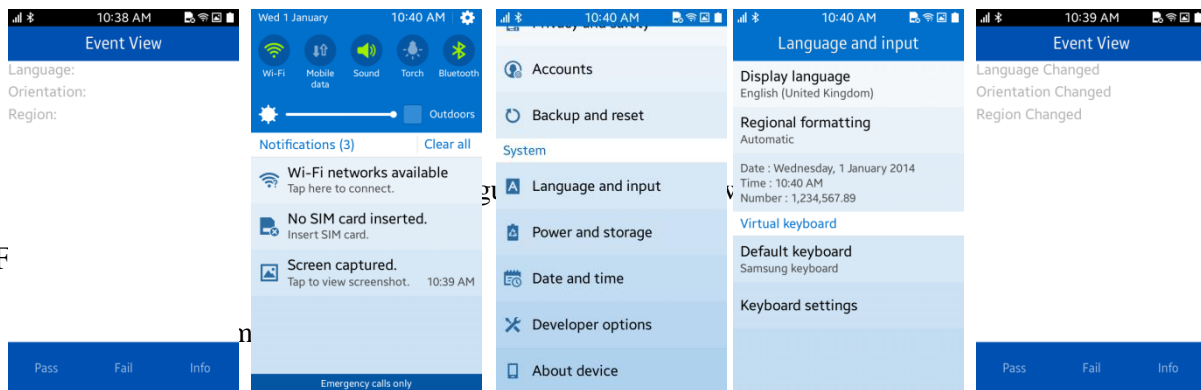 10:38 AM
Event View
Language:
Orientation:
Region:
Pass Fail Info
Wed 1 January 10:40 AM
Wi-Fi Mobile data Sound Torch Bluetooth
Outdoors
Notifications (3) Clear all
Wi-Fi networks available
Tap here to connect.
No SIM card inserted.
Insert SIM card.
Screen captured.
Tap to view screenshot. 10:39 AM
Emergency calls only
10:40 AM
Accounts
Backup and reset
System
Language and input
Power and storage
Date and time
Developer options
About device
10:40 AM
Language and input
Display language
English (United Kingdom)
Regional formatting
Automatic
Date : Wednesday, 1 January 2014
Time : 10:40 AM
Number : 1,234,567.89
Virtual keyboard
Default keyboard
Samsung keyboard
Keyboard settings
10:39 AM
Event View
Language Changed
Orientation Changed
Region Changed
Pass Fail Info